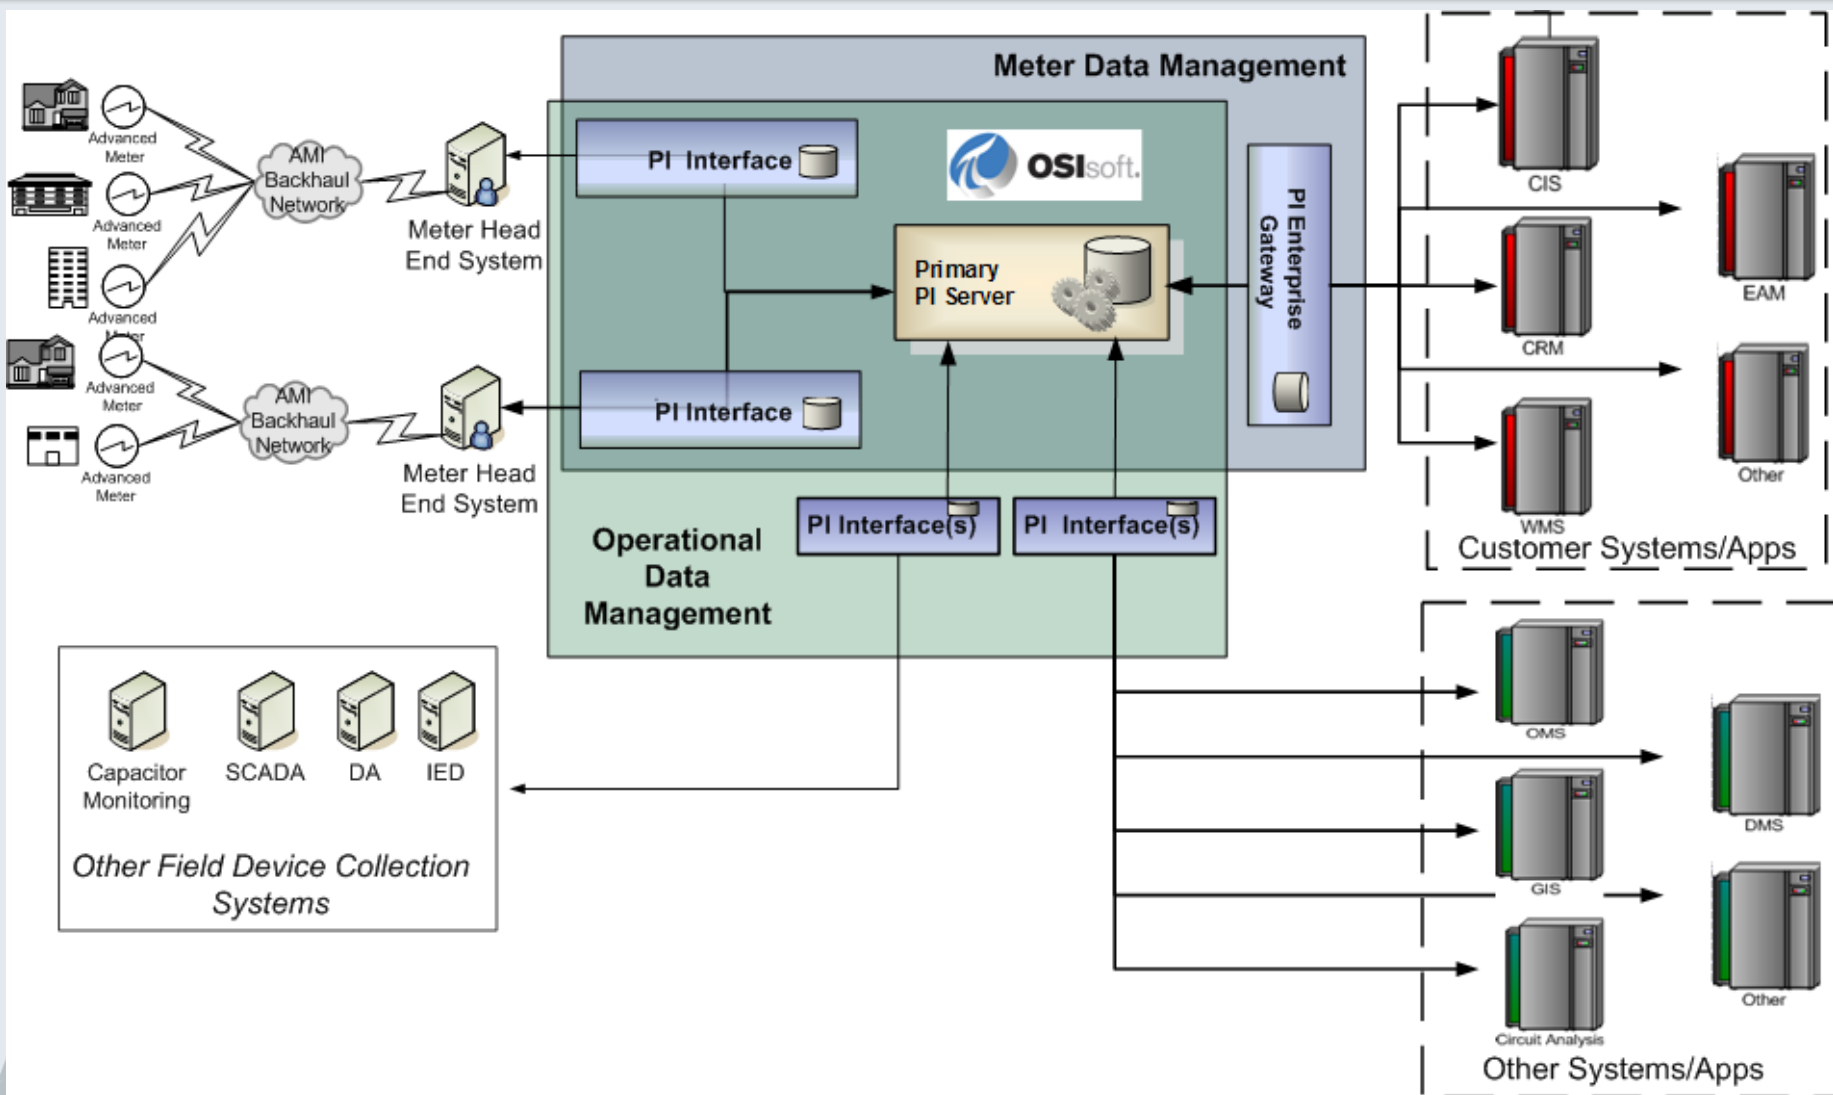 Meter Data Management
PI Interface
OSIsoft.
Primary
PI Server
PI Enterprise
Gateway
PI Interface
PI Interface(s)
PI Interface(s)
Operational
Data
Management
Advanced
Meter
Advanced
Meter
Advanced
Meter
Advanced
Meter
Advanced
Meter
AMI
Backhaul
Network
AMI
Backhaul
Network
Meter Head
End System
Meter Head
End System
CIS
EAM
CRM
Other
WMS
Customer Systems/Apps
Capacitor
Monitoring
SCADA
DA
IED
Other Field Device Collection
Systems
OMS
DMS
GIS
Other
Circuit Analysis
Other Systems/Apps